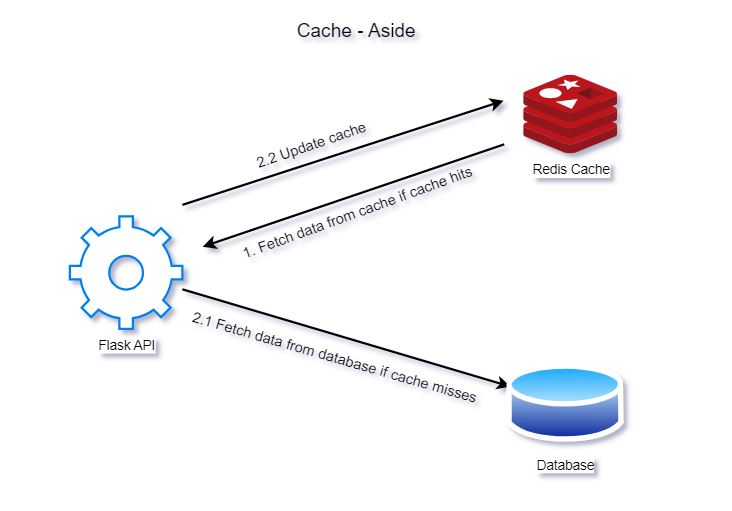 Cache - Aside
2.2 Update cache
Redis Cache
1. Fetch data from cache if cache hits
Flask API
2.1 Fetch data from database if cache misses
Database